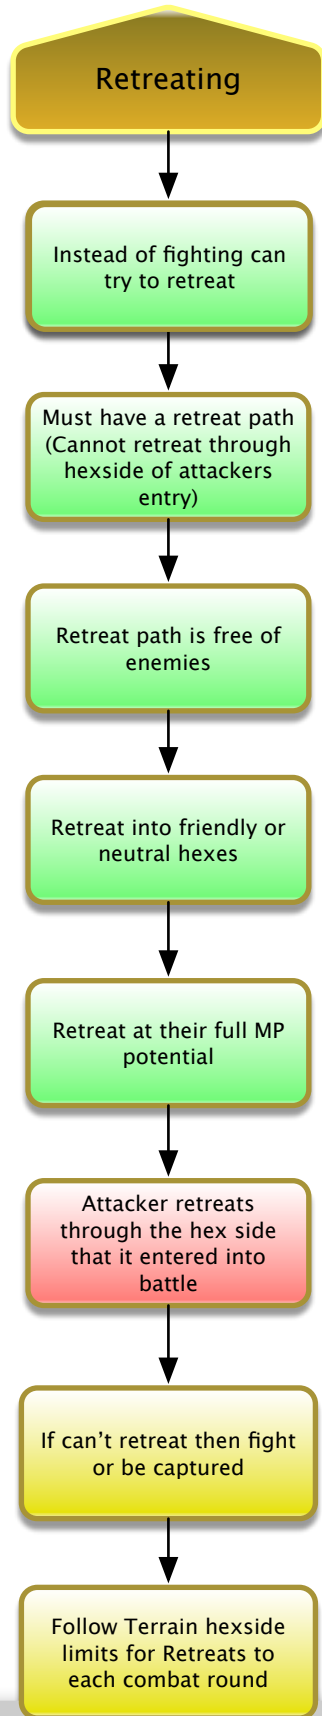 Retreating
Instead of fighting can
try to retreat
Must have a retreat path
(Cannot retreat through
hexside of attackers
entry)
Retreat path is free of
enemies
Retreat into friendly or
neutral hexes
Retreat at their full MP
potential
Attacker retreats
through the hex side
that it entered into
battle
If can't retreat then fight
or be captured
Follow Terrain hexside
limits for Retreats to
each combat round